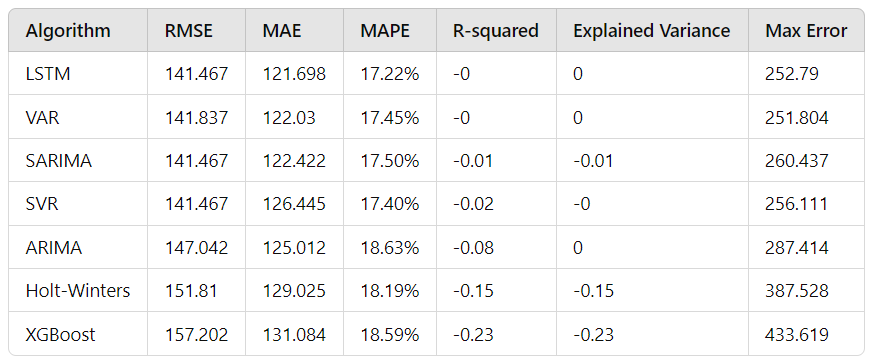 Algorithm RMSE MAE MAPE R-squared Explained Variance Max Error
LSTM 141.467 121.698 17.22% -0 0 252.79
VAR 141.837 122.03 17.45% -0 0 251.804
SARIMA 141.467 122.422 17.50% -0.01 -0.01 260.437
SVR 141.467 126.445 17.40% -0.02 -0 256.111
ARIMA 147.042 125.012 18.63% -0.08 0 287.414
Holt-Winters 151.81 129.025 18.19% -0.15 -0.15 387.528
XGBoost 157.202 131.084 18.59% -0.23 -0.23 433.619